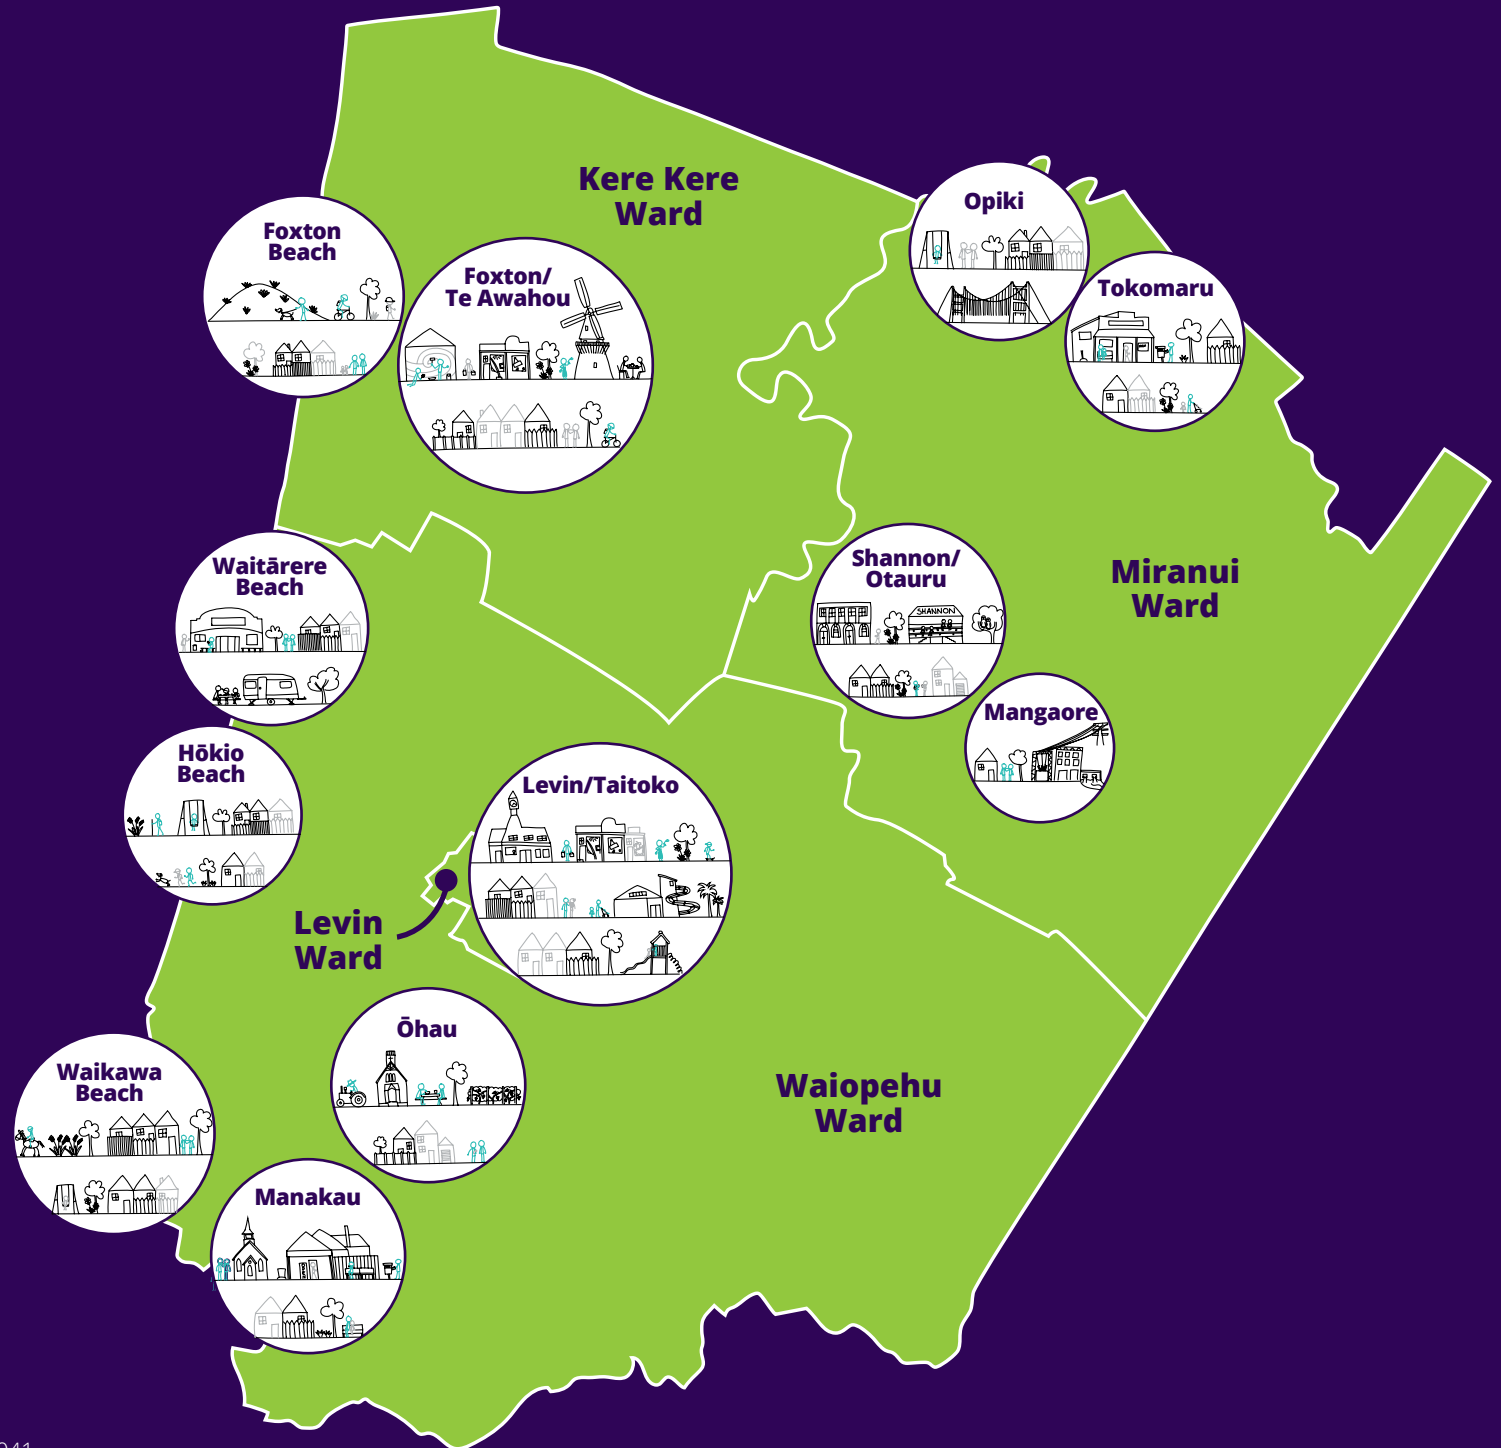 Kere Kere
Ward
Opiki
Foxton
Beach
Foxton/
Te Awahou
Tokomaru
Waitārere
Beach
Shannon/
Otauru
SHANNON
Miranui
Ward
Mangaore
Hōkio
Beach
Levin/Taitoko
Levin
Ward
Ōhau
Waikawa
Beach
Waiopehu
Ward
Manakau